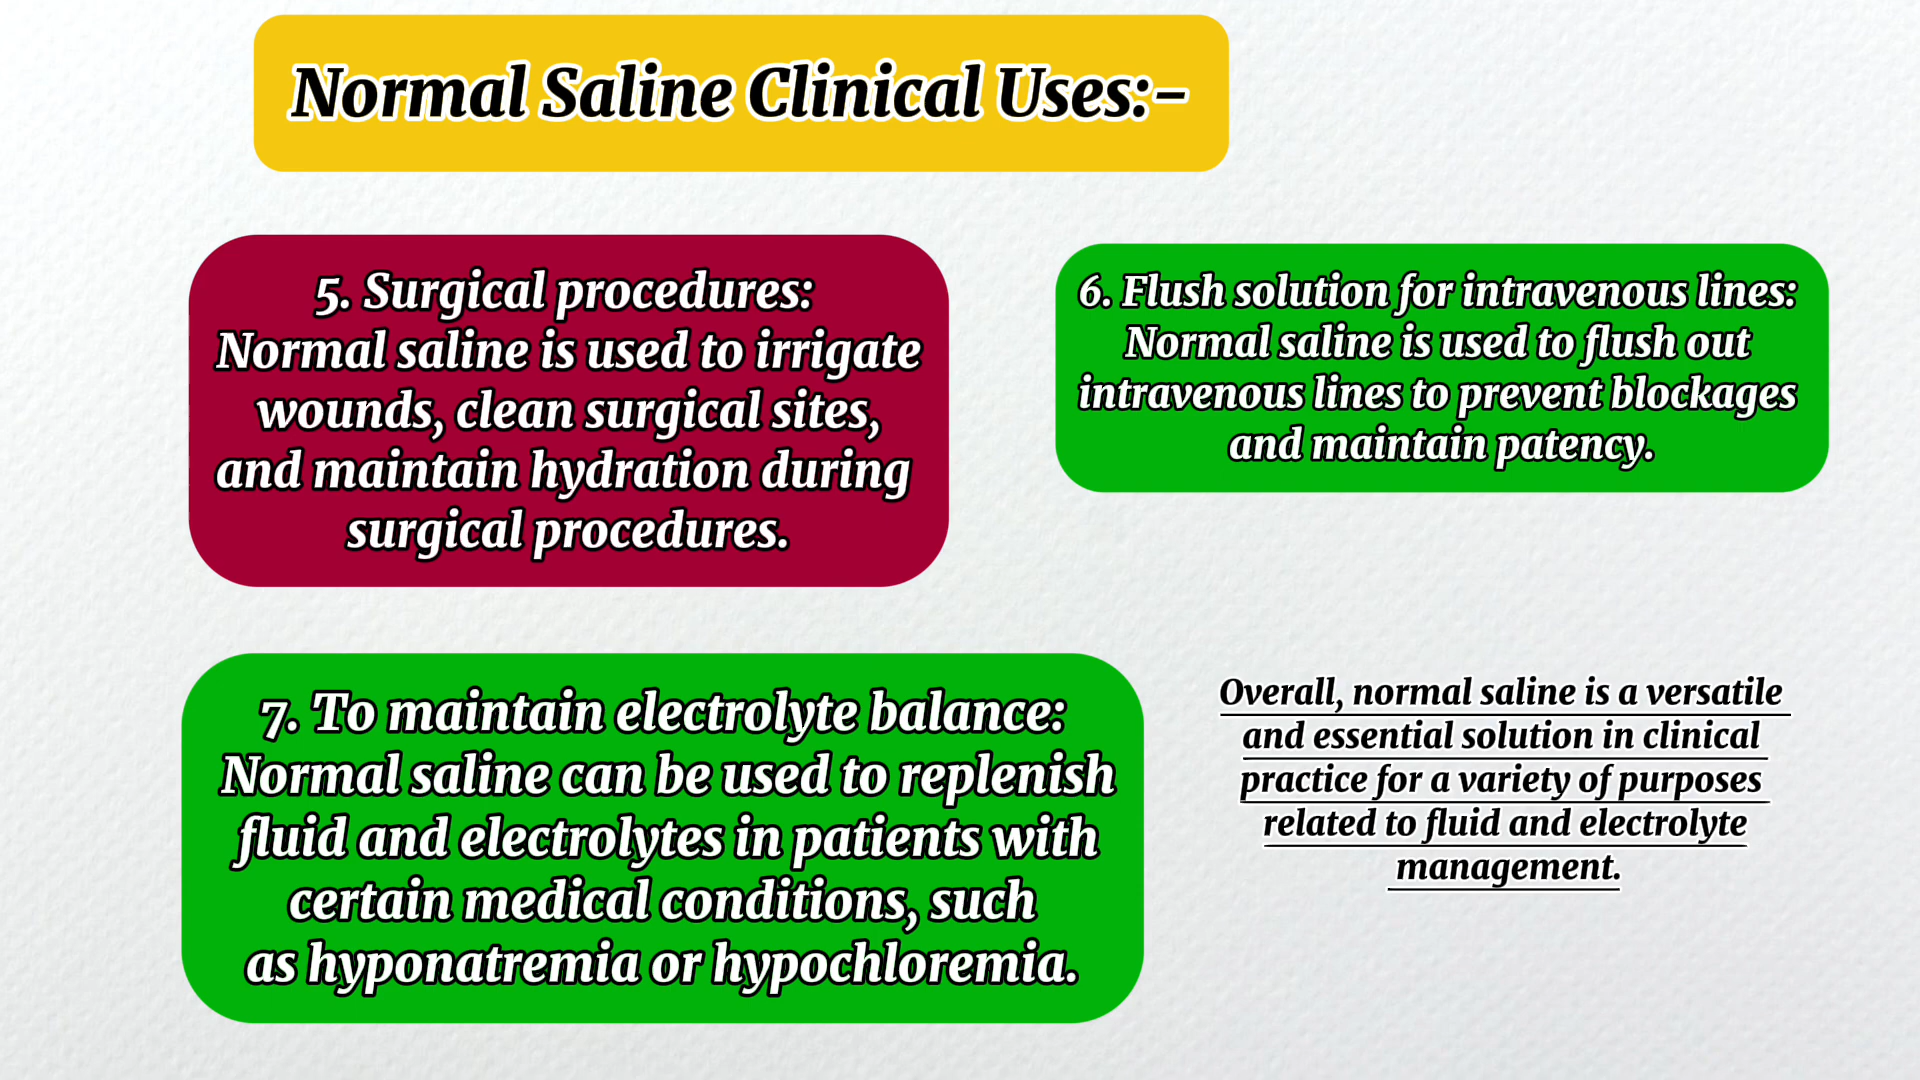 Normal Saline Clinical Uses:-
5. Surgical procedures:
Normal saline is used to irrigate
wounds, clean surgical sites,
and maintain hydration during
surgical procedures.
6. Flush solution for intravenous lines:
Normal saline is used to flush out
intravenous lines to prevent blockages
and maintain patency.
7. To maintain electrolyte balance:
Normal saline can be used to replenish
fluid and electrolytes in patients with
certain medical conditions, such
as hyponatremia or hypochloremia.
Overall, normal saline is a versatile
and essential solution in clinical
practice for a variety of purposes
related to fluid and electrolyte
management.